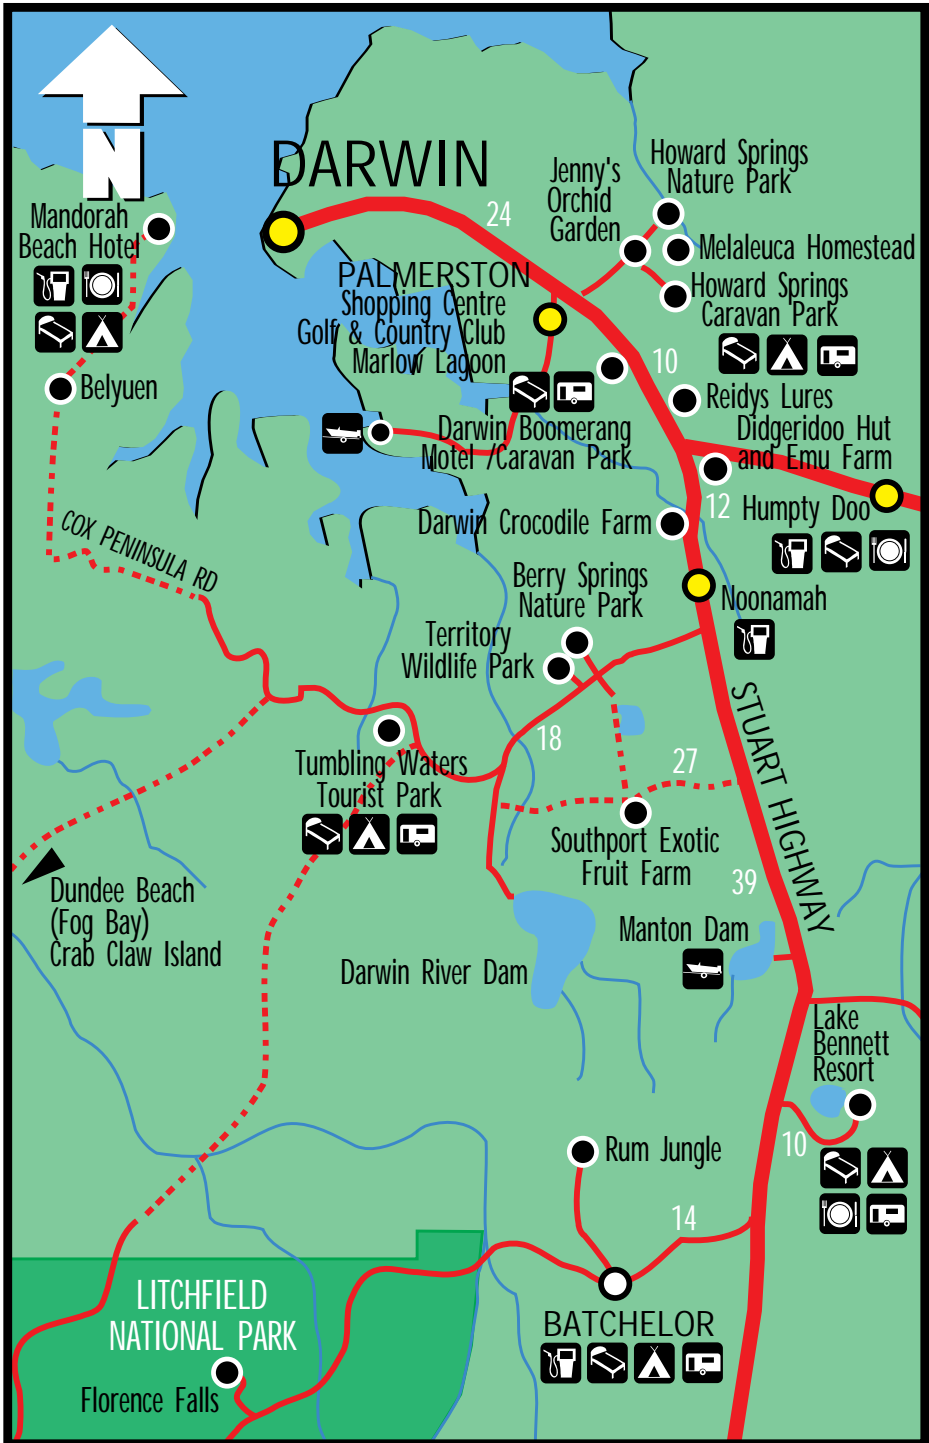 N
DARWIN
24
Jenny's
Orchid
Garden
Howard Springs
Nature Park
Melaleuca Homestead
Howard Springs
Caravan Park
Mandorah
Beach Hotel
Belyuen
PALMERSTON
Shopping Centre
Golf & Country Club
Marlow Lagoon
10
Reidys Lures
Didgeridoo Hut
and Emu Farm
Darwin Boomerang
Motel /Caravan Park
12
Humpty Doo
Darwin Crocodile Farm
COX PENINSULA RD
Berry Springs
Nature Park
Noonamah
Territory
Wildlife Park
STUART HIGHWAY
18
27
Tumbling Waters
Tourist Park
Southport Exotic
Fruit Farm
39
Dundee Beach
(Fog Bay)
Crab Claw Island
Manton Dam
Darwin River Dam
Lake
Bennett
Resort
10
Rum Jungle
14
LITCHFIELD
NATIONAL PARK
BATCHELOR
Florence Falls